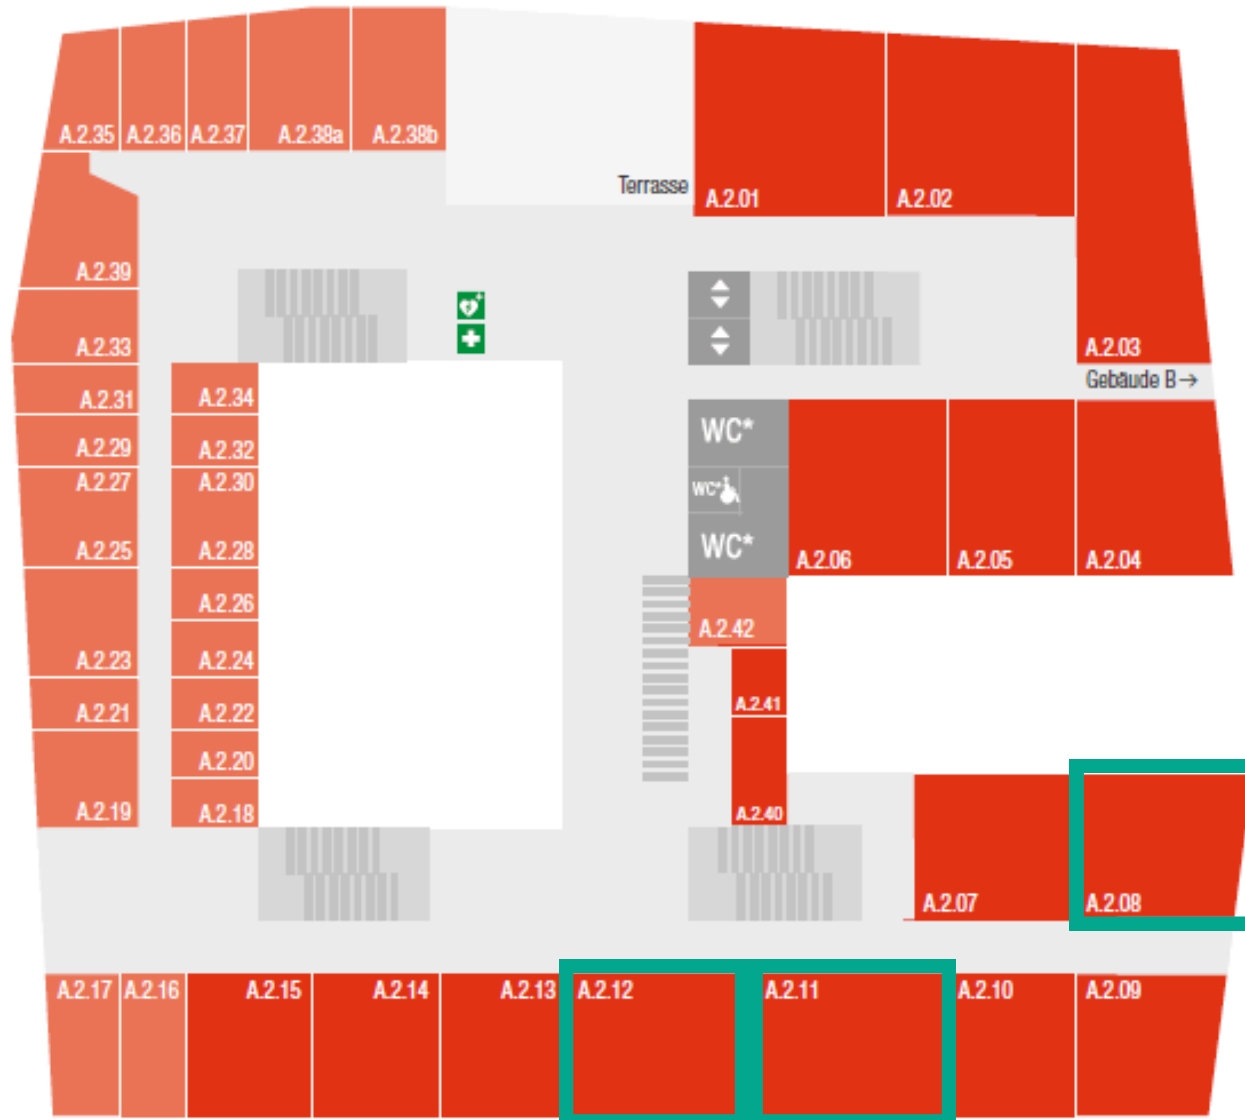 A.2.35 A.2.36 A.2.37 A.2.38a A.2.38b
Terrasse
A.2.01 A.2.02
A.2.39
A.2.33
A.2.03
Gebäude B→
A.2.31 A.2.34
WC*
A.2.29 A.2.32
A.2.27 A.2.30
WC*
WC*
A.2.25 A.2.28
A.2.06 A.2.05 A.2.04
A.2.26
A.2.42
A.2.23 A.2.24
A.2.41
A.2.21 A.2.22
A.2.20
A.2.19 A.2.18
A.2.40
A.2.07 A.2.08
A.2.17 A.2.16 A.2.15 A.2.14 A.2.13 A.2.12 A.2.11 A.2.10 A.2.09